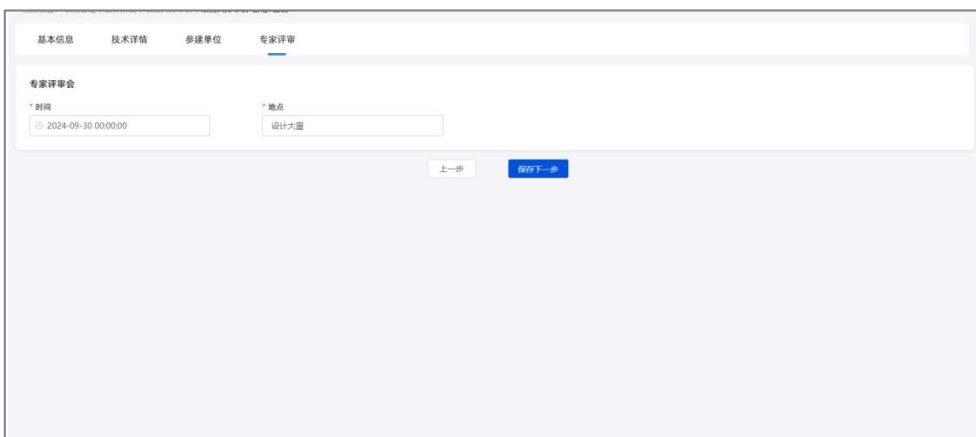 基本信息 技术详情 参建单位 专家评审
专家评审会
* 时间 * 地点
2024-09-30 00:00:00 设计大厦
上一步 保存下一步